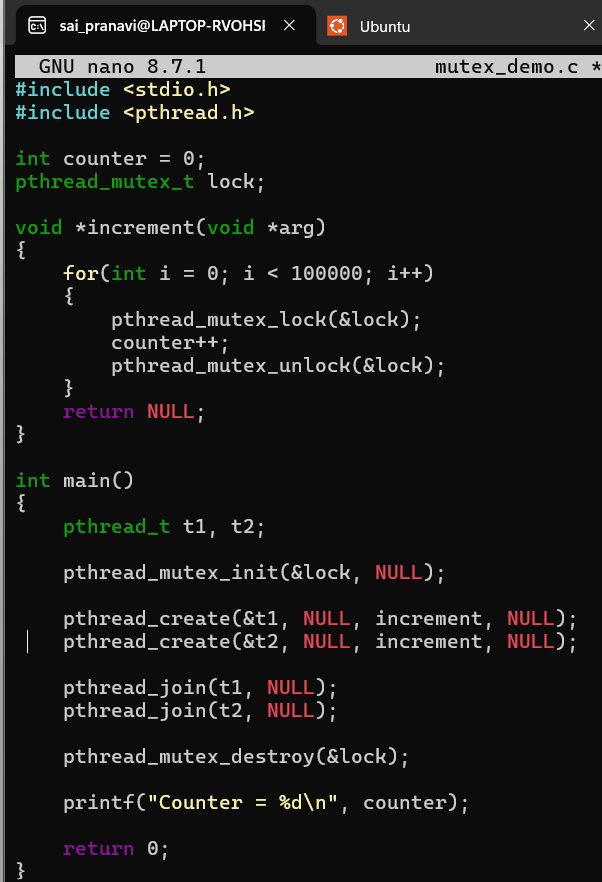 sai_pranavi@LAPTOP-RVOHSI
Ubuntu
GNU nano 8.7.1 mutex_demo.c *
#include <stdio.h>
#include <pthread.h>

int counter = 0;
pthread_mutex_t lock;

void *increment(void *arg)
{
    for(int i = 0; i < 100000; i++)
    {
        pthread_mutex_lock(&lock);
        counter++;
        pthread_mutex_unlock(&lock);
    }
    return NULL;
}

int main()
{
    pthread_t t1, t2;

    pthread_mutex_init(&lock, NULL);

    pthread_create(&t1, NULL, increment, NULL);
    pthread_create(&t2, NULL, increment, NULL);

    pthread_join(t1, NULL);
    pthread_join(t2, NULL);

    pthread_mutex_destroy(&lock);

    printf("Counter = %d\n", counter);

    return 0;
}